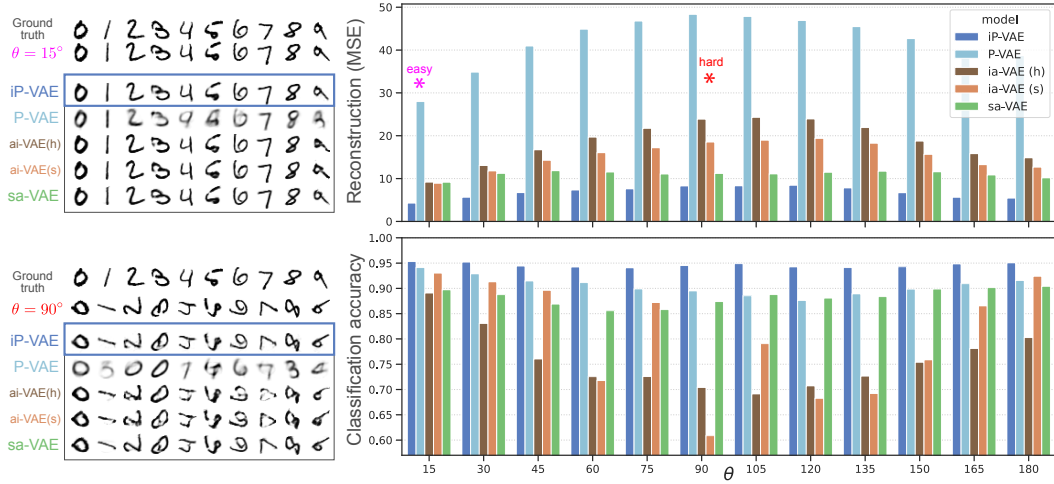 Ground
truth
θ = 15°
iP-VAE
P-VAE
ai-VAE(h)
ai-VAE(s)
sa-VAE
Ground
truth
θ = 90°
iP-VAE
P-VAE
ai-VAE(h)
ai-VAE(s)
sa-VAE
Reconstruction (MSE)
50
40
30
20
10
0
easy
*
hard
*
model
iP-VAE
P-VAE
ia-VAE (h)
ia-VAE (s)
sa-VAE
Classification accuracy
1.00
0.95
0.90
0.85
0.80
0.75
0.70
0.65
0.60
15 30 45 60 75 90 105 120 135 150 165 180
θ